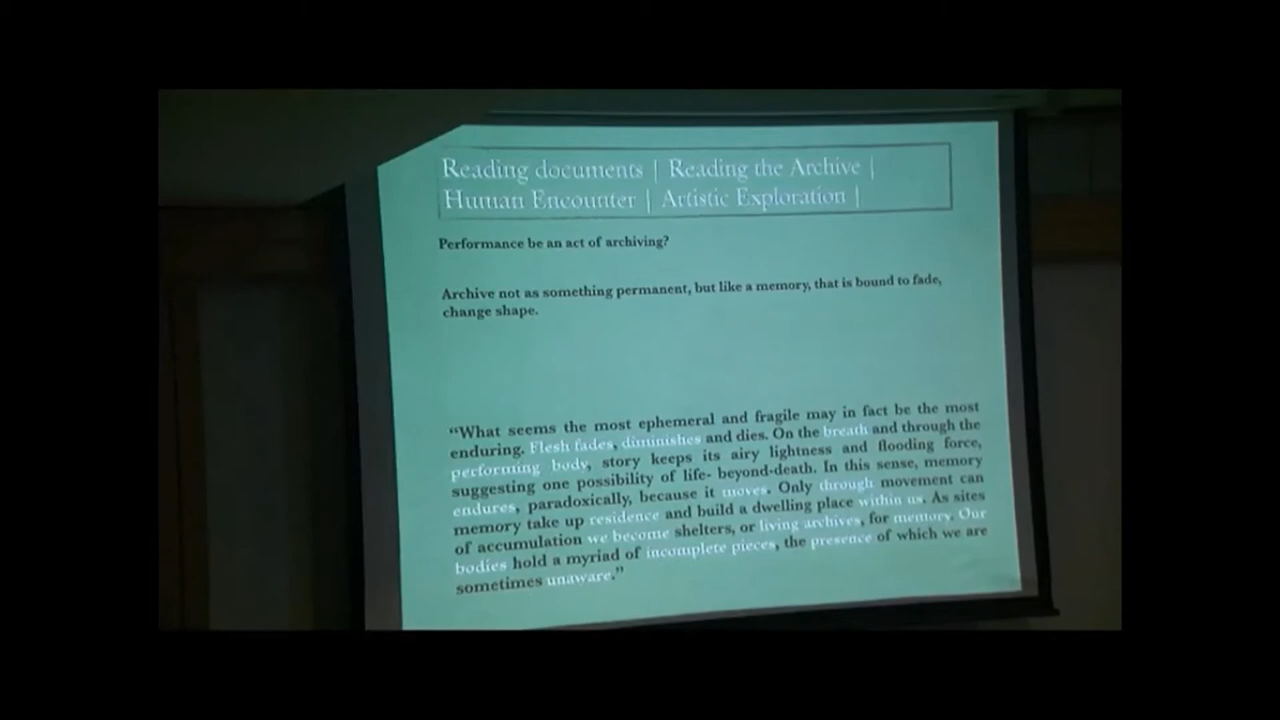 Reading documents | Reading the Archive |
Human Encounter | Artistic Exploration |
Performance be an act of archiving?
Archive not as something permanent, but like a memory, that is bound to fade,
change shape.
“What seems the most ephemeral and fragile may in fact be the most
enduring. Flesh fades, diminishes and dies. On the breath and through the
performing body, story keeps its airy lightness and flooding force,
suggesting one possibility of life- beyond-death. In this sense, memory
endures, paradoxically, because it moves. Only through movement can
memory take up residence and build a dwelling place within us. As sites
of accumulation we become shelters, or living archives, for memory. Our
bodies hold a myriad of incomplete pieces, the presence of which we are
sometimes unaware.”